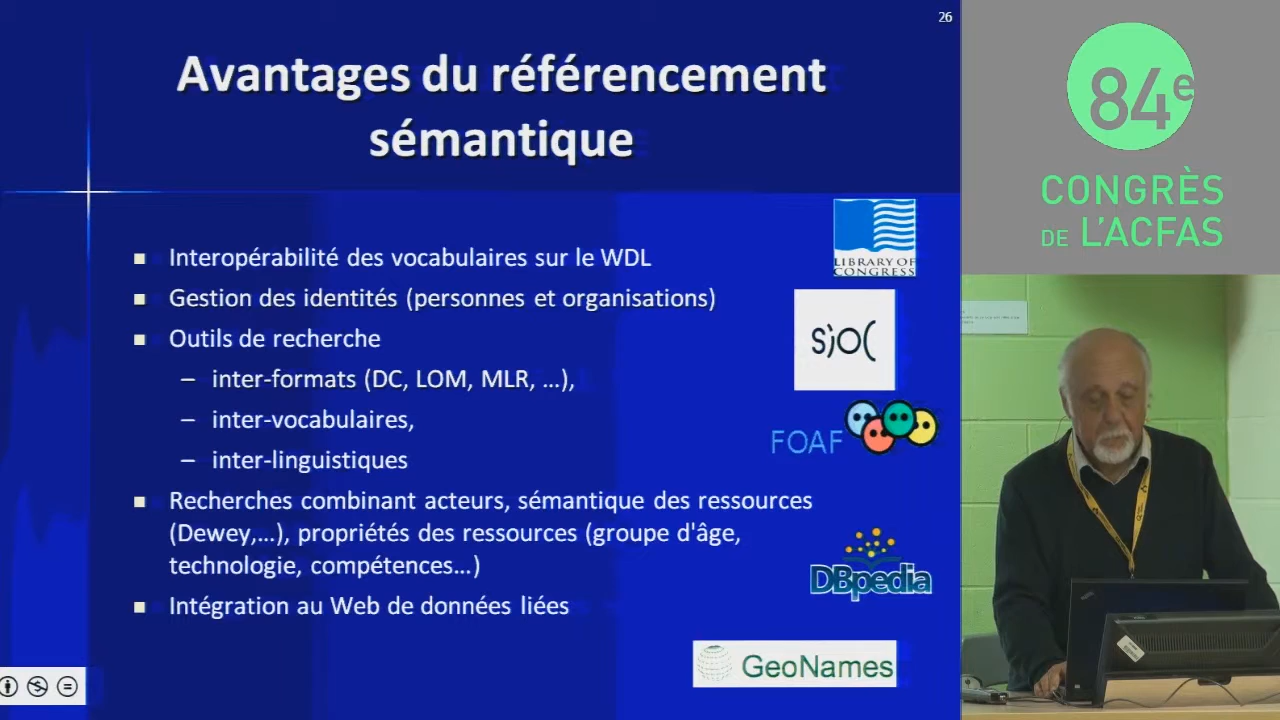 26
Avantages du référencement
sémantique
Interopérabilité des vocabulaires sur le WDL
Gestion des identités (personnes et organisations)
Outils de recherche
– inter-formats (DC, LOM, MLR, ...),
– inter-vocabulaires,
– inter-linguistiques
Recherches combinant acteurs, sémantique des ressources
(Dewey,...), propriétés des ressources (groupe d'âge,
technologie, compétences...)
Intégration au Web de données liées
LIBRARY OF
CONGRESS
SIOC
FOAF
DBpedia
GeoNames
84e
CONGRÈS
DE L'ACFAS